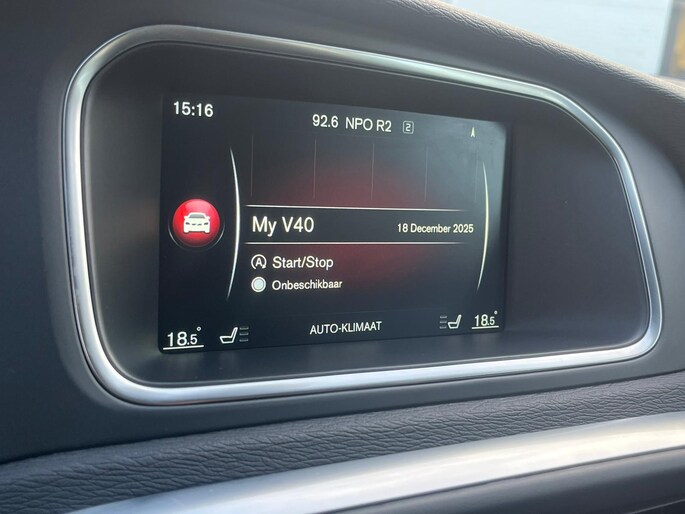 15:16
92.6 NPO R2 2
My V40
18 December 2025
Start/Stop
Onbeschikbaar
18.5°
AUTO-KLIMAAT
18.5°